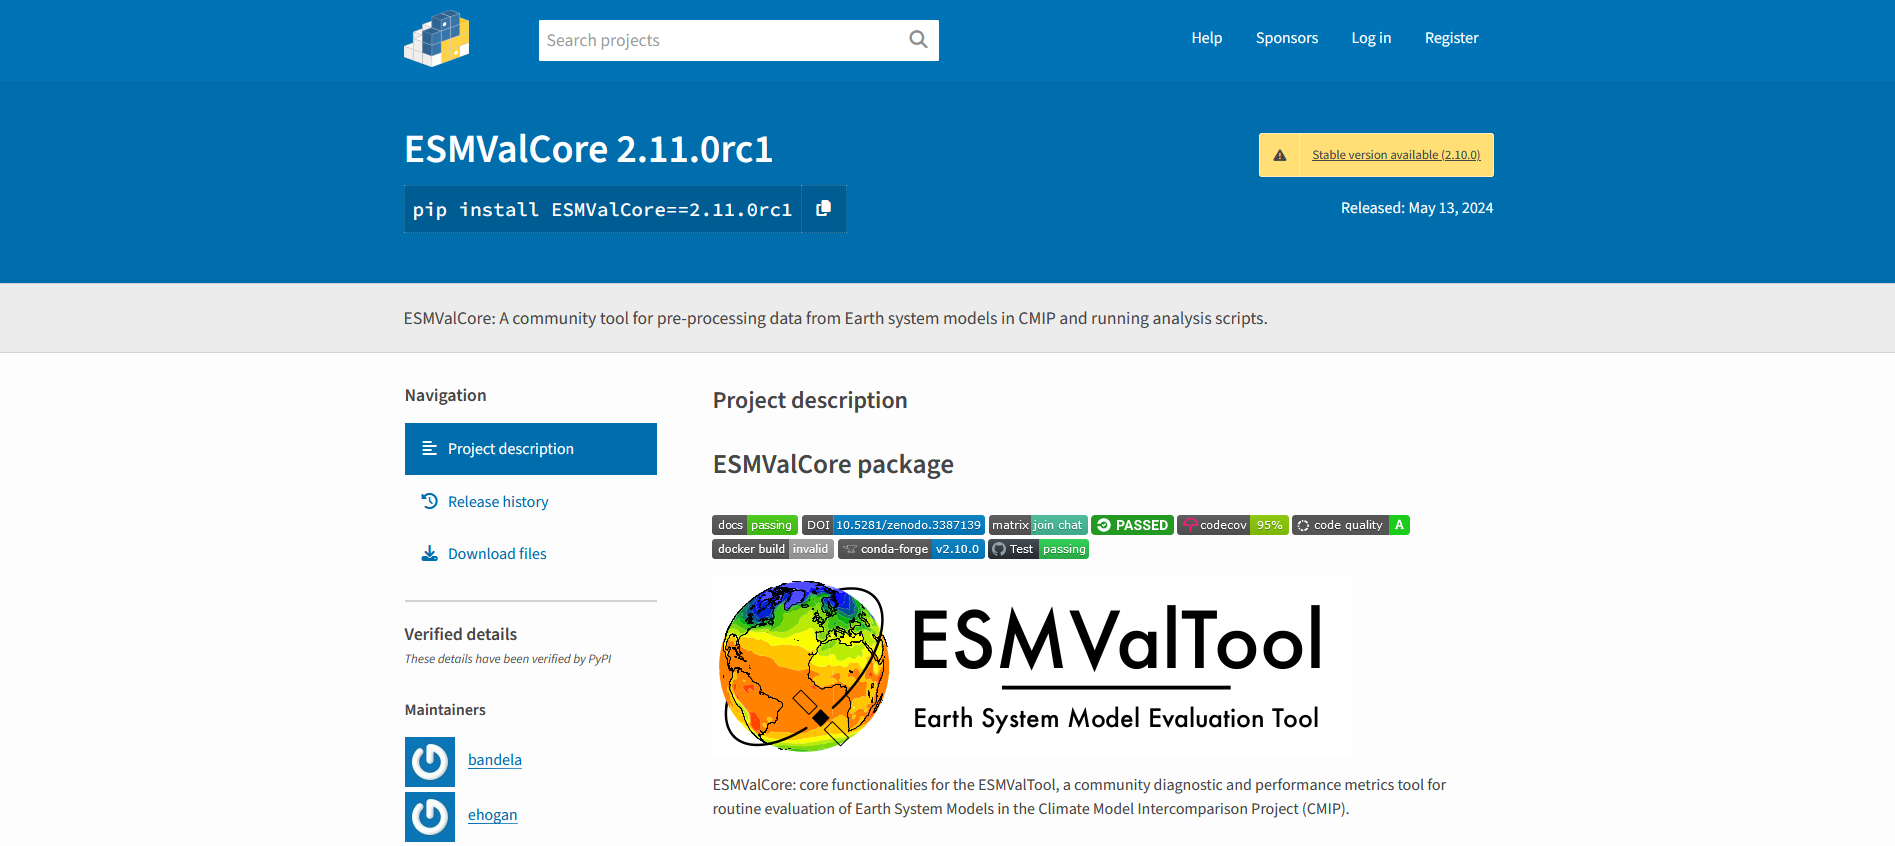 Search projects
Help Sponsors Log in Register
ESMValCore 2.11.0rc1
Stable version available (2.10.0)
pip install ESMValCore==2.11.0rc1
Released: May 13, 2024
ESMValCore: A community tool for pre-processing data from Earth system models in CMIP and running analysis scripts.
Navigation
Project description
Release history
Download files
Verified details
These details have been verified by PyPI
Maintainers
bandela
ehogan
Project description
ESMValCore package
docs passing DOI 10.5281/zenodo.3387139 matrix join chat PASSED codecov 95% code quality A
docker build invalid conda-forge v2.10.0 Test passing
ESMValTool
Earth System Model Evaluation Tool
ESMValCore: core functionalities for the ESMValTool, a community diagnostic and performance metrics tool for
routine evaluation of Earth System Models in the Climate Model Intercomparison Project (CMIP).